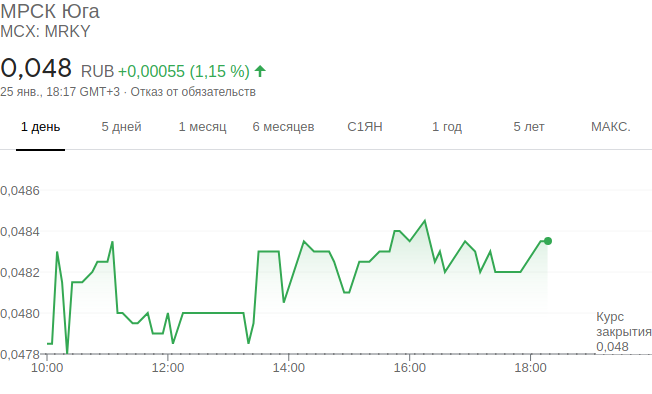 МРСК Юга
MCX: MRKY
0,048 RUB +0,00055 (1,15 %)
25 янв., 18:17 GMT+3 · Отказ от обязательств
1 день 5 дней 1 месяц 6 месяцев С1ЯН 1 год 5 лет МАКС.
0,0486
0,0484
0,0482
0,0480
Курс
закрытия
0,048
0,0478
10:00 12:00 14:00 16:00 18:00